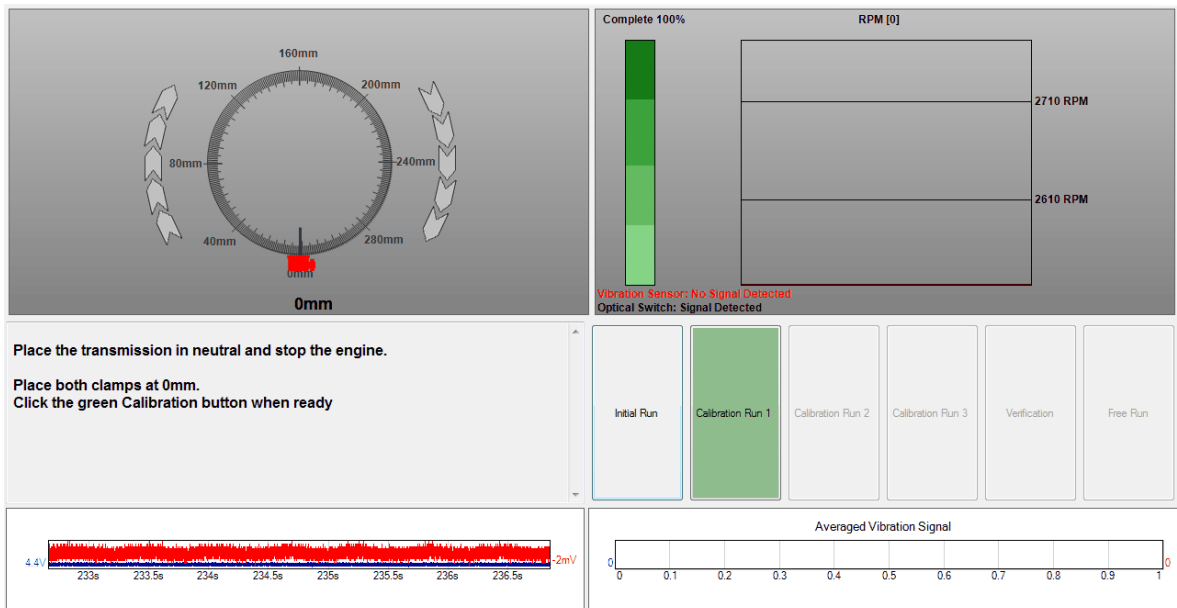 160mm
120mm
200mm
80mm
240mm
40mm
280mm
0mm
0mm
Complete 100%
RPM [0]
2710 RPM
2610 RPM
Vibration Sensor: No Signal Detected
Optical Switch: Signal Detected
Place the transmission in neutral and stop the engine.
Place both clamps at 0mm.
Click the green Calibration button when ready
Initial Run
Calibration Run 1
Calibration Run 2
Calibration Run 3
Verification
Free Run
4.4V
-2mV
233s 233.5s 234s 234.5s 235s 235.5s 236s 236.5s
Averaged Vibration Signal
0
0
0 0.1 0.2 0.3 0.4 0.5 0.6 0.7 0.8 0.9 1